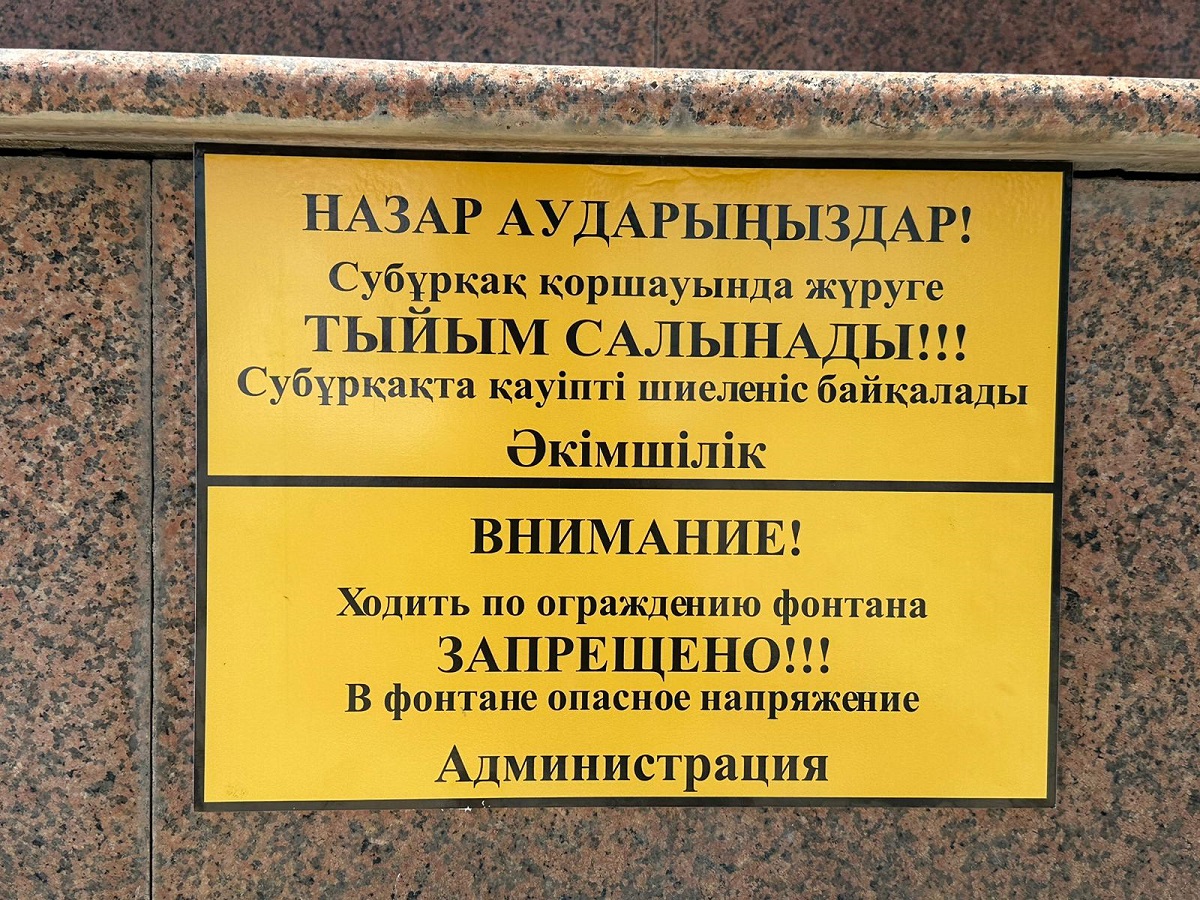 НАЗАР АУДАРЫҢЫЗДАР!
Субұрқақ қоршауында жүруге
ТЫЙЫМ САЛЫНАДЫ!!!
Субұрқақта қауіпті шиеленіс байқалады
Әкімшілік
ВНИМАНИЕ!
Ходить по ограждению фонтана
ЗАПРЕЩЕНО!!!
В фонтане опасное напряжение
Администрация